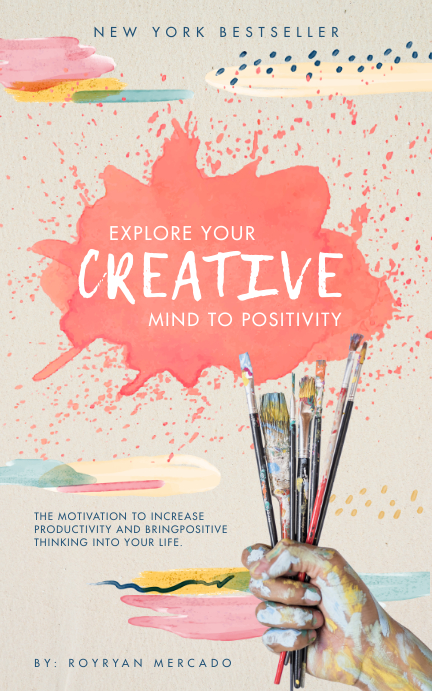 NEW YORK BESTSELLER
EXPLORE YOUR
CREATIVE
MIND TO POSITIVITY
THE MOTIVATION TO INCREASE
PRODUCTIVITY AND BRINGPOSITIVE
THINKING INTO YOUR LIFE.
BY: ROYRYAN MERCADO